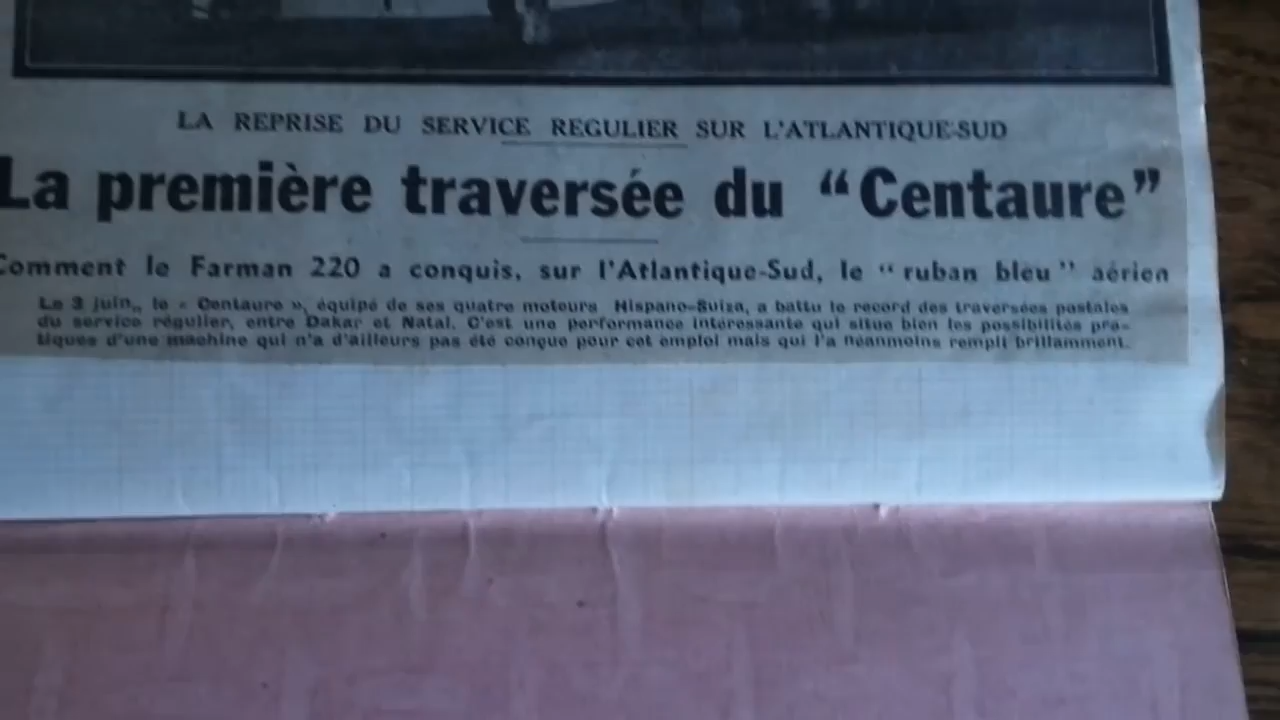 LA REPRISE DU SERVICE REGULIER SUR L'ATLANTIQUE-SUD
La première traversée du “Centaure”
Comment le Farman 220 a conquis, sur l'Atlantique-Sud, le “ruban bleu” aérien
Le 3 juin, le « Centaure », équipé de ses quatre moteurs Hispano-Suiza, a battu le record des traversées postales
du service régulier, entre Dakar et Natal. C'est une performance intéressante qui situe bien les possibilités pra-
tiques d'une machine qui n'a d'ailleurs pas été conçue pour cet emploi mais qui l'a néanmoins rempli brillamment.